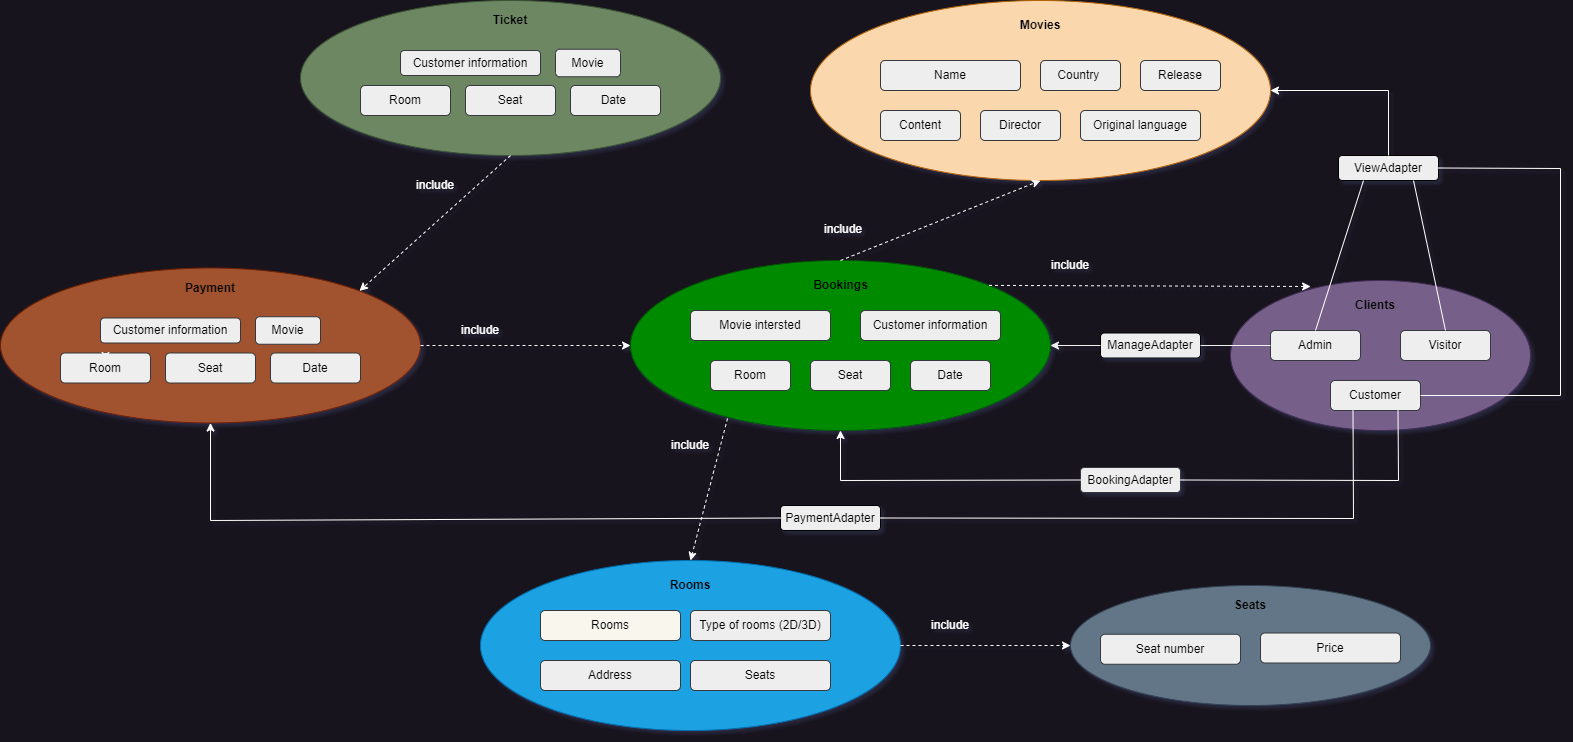 Ticket
Customer information
Movie
Room
Seat
Date
Movies
Name
Country
Release
Content
Director
Original language
include
ViewAdapter
include
include
Payment
Customer information
Movie
Room
Seat
Date
include
Bookings
Movie intersted
Customer information
Room
Seat
Date
ManageAdapter
Clients
Admin
Visitor
Customer
include
BookingAdapter
PaymentAdapter
Rooms
Rooms
Type of rooms (2D/3D)
Address
Seats
include
Seats
Seat number
Price